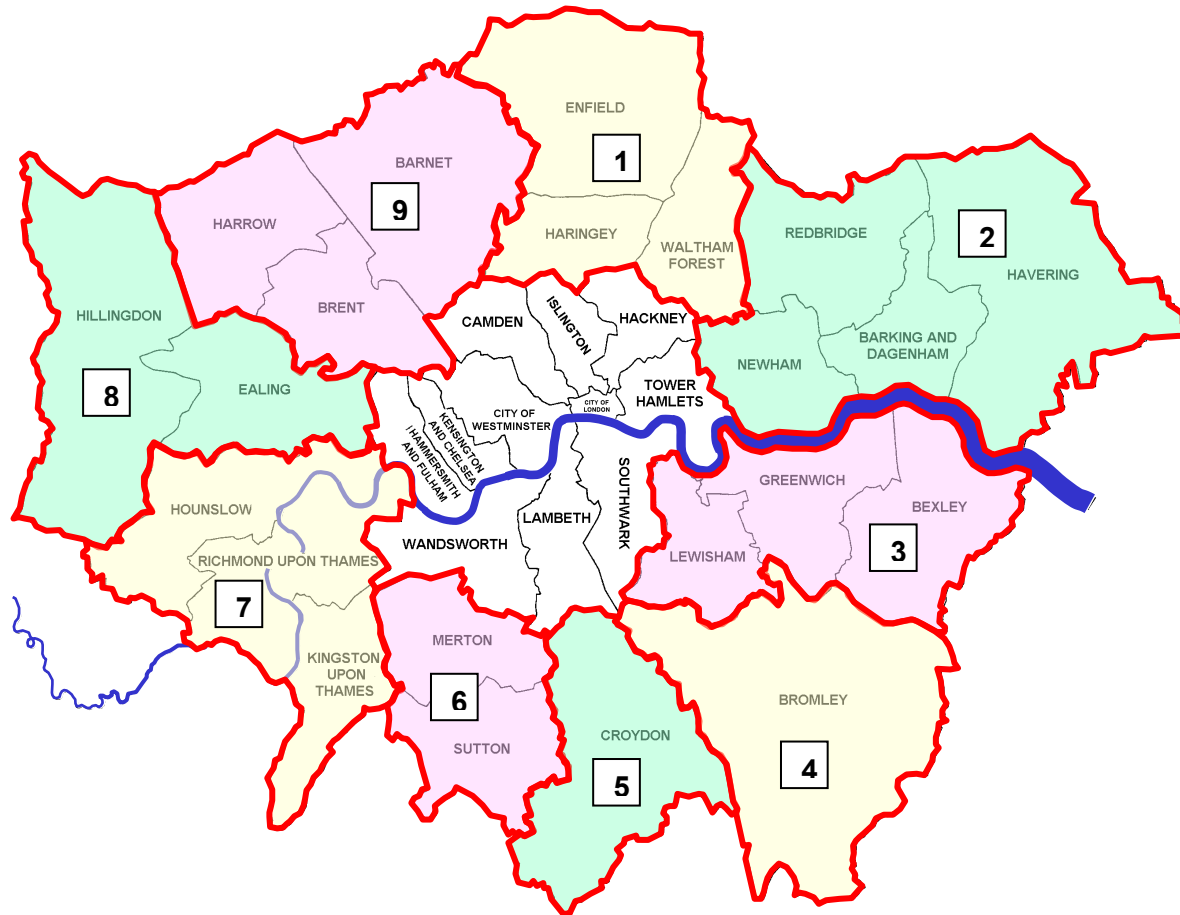 ENFIELD
1
BARNET
9
HARROW
HARINGEY
WALTHAM
FOREST
REDBRIDGE
2
HAVERING
BRENT
HILLINGDON
8
EALING
CAMDEN
ISLINGTON
HACKNEY
NEWHAM
BARKING AND
DAGENHAM
TOWER
HAMLETS
CITY OF
LONDON
CITY OF
WESTMINSTER
KENSINGTON
AND CHELSEA
HAMMERSMITH
AND FULHAM
SOUTHWARK
LAMBETH
WANDSWORTH
GREENWICH
BEXLEY
3
LEWISHAM
HOUNSLOW
RICHMOND UPON THAMES
7
KINGSTON
UPON
THAMES
MERTON
6
SUTTON
CROYDON
5
BROMLEY
4